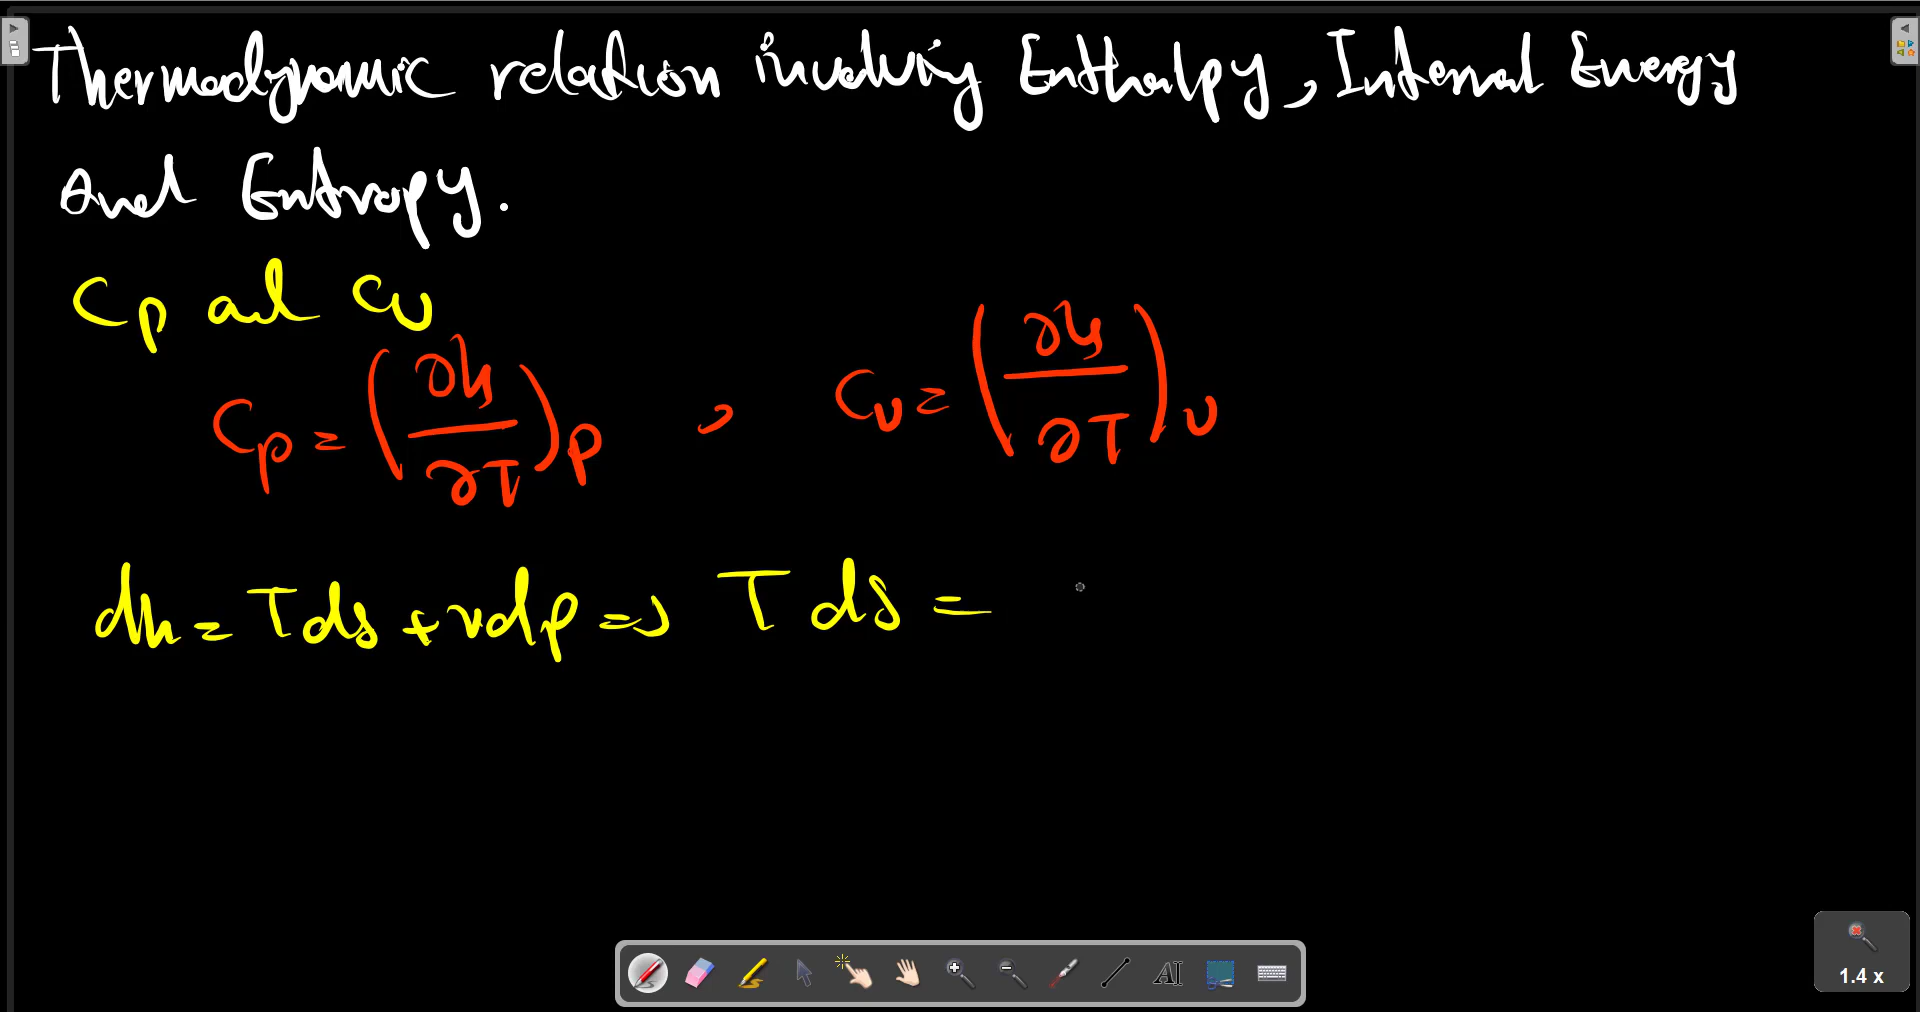 Thermodynamic relation involving Enthalpy, Internal Energy
and Entropy.
Cp and Cv
Cp = (∂h/∂T)p , Cv = (∂u/∂T)v
dh = Tds + vdp => T ds =
AI
1.4 x